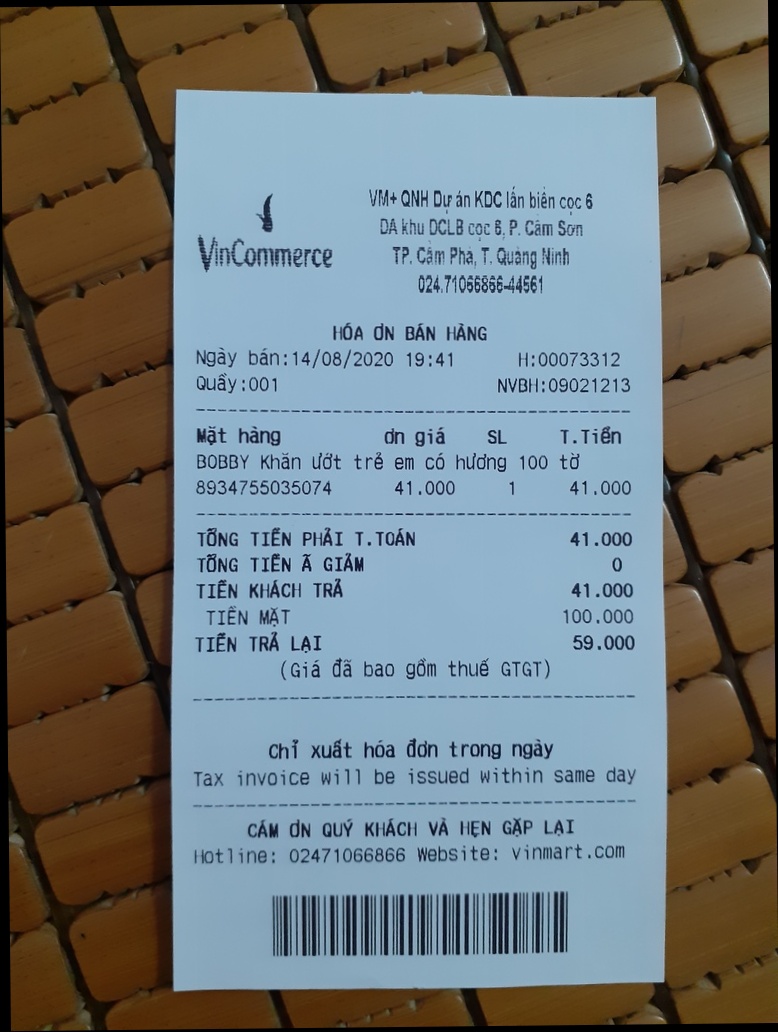 VinCommerce
VM+ QNH Dự án KDC lấn biển cọc 6
DA khu DCLB cọc 6, P. Cẩm Sơn
TP. Cẩm Phả, T. Quảng Ninh
024.71066866-44561
HÓA ƠN BÁN HÀNG
Ngày bán:14/08/2020 19:41 H:00073312
Quầy:001 NVBH:09021213
Mặt hàng ơn giá SL T.Tiền
BOBBY Khăn ướt trẻ em có hương 100 tờ
8934755035074 41.000 1 41.000
TỔNG TIỀN PHẢI T.TOÁN 41.000
TỔNG TIỀN Ã GIẢM 0
TIỀN KHÁCH TRẢ 41.000
TIỀN MẶT 100.000
TIỀN TRẢ LẠI 59.000
(Giá đã bao gồm thuế GTGT)
Chỉ xuất hóa đơn trong ngày
Tax invoice will be issued within same day
CẢM ƠN QUÝ KHÁCH VÀ HẸN GẶP LẠI
Hotline: 02471066866 Website: vinmart.com